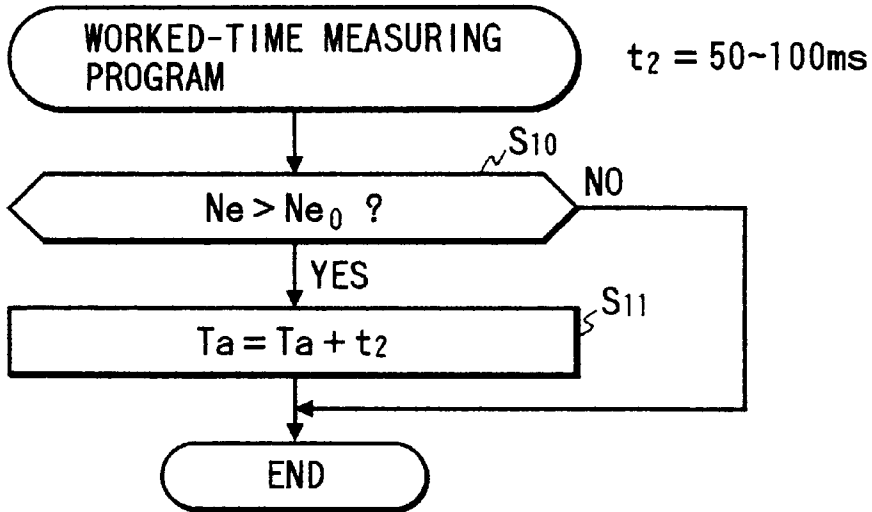 WORKED-TIME MEASURING
PROGRAM
t₂ = 50~100ms
S10
Ne > Ne₀ ?
NO
YES
S11
Ta = Ta + t₂
END